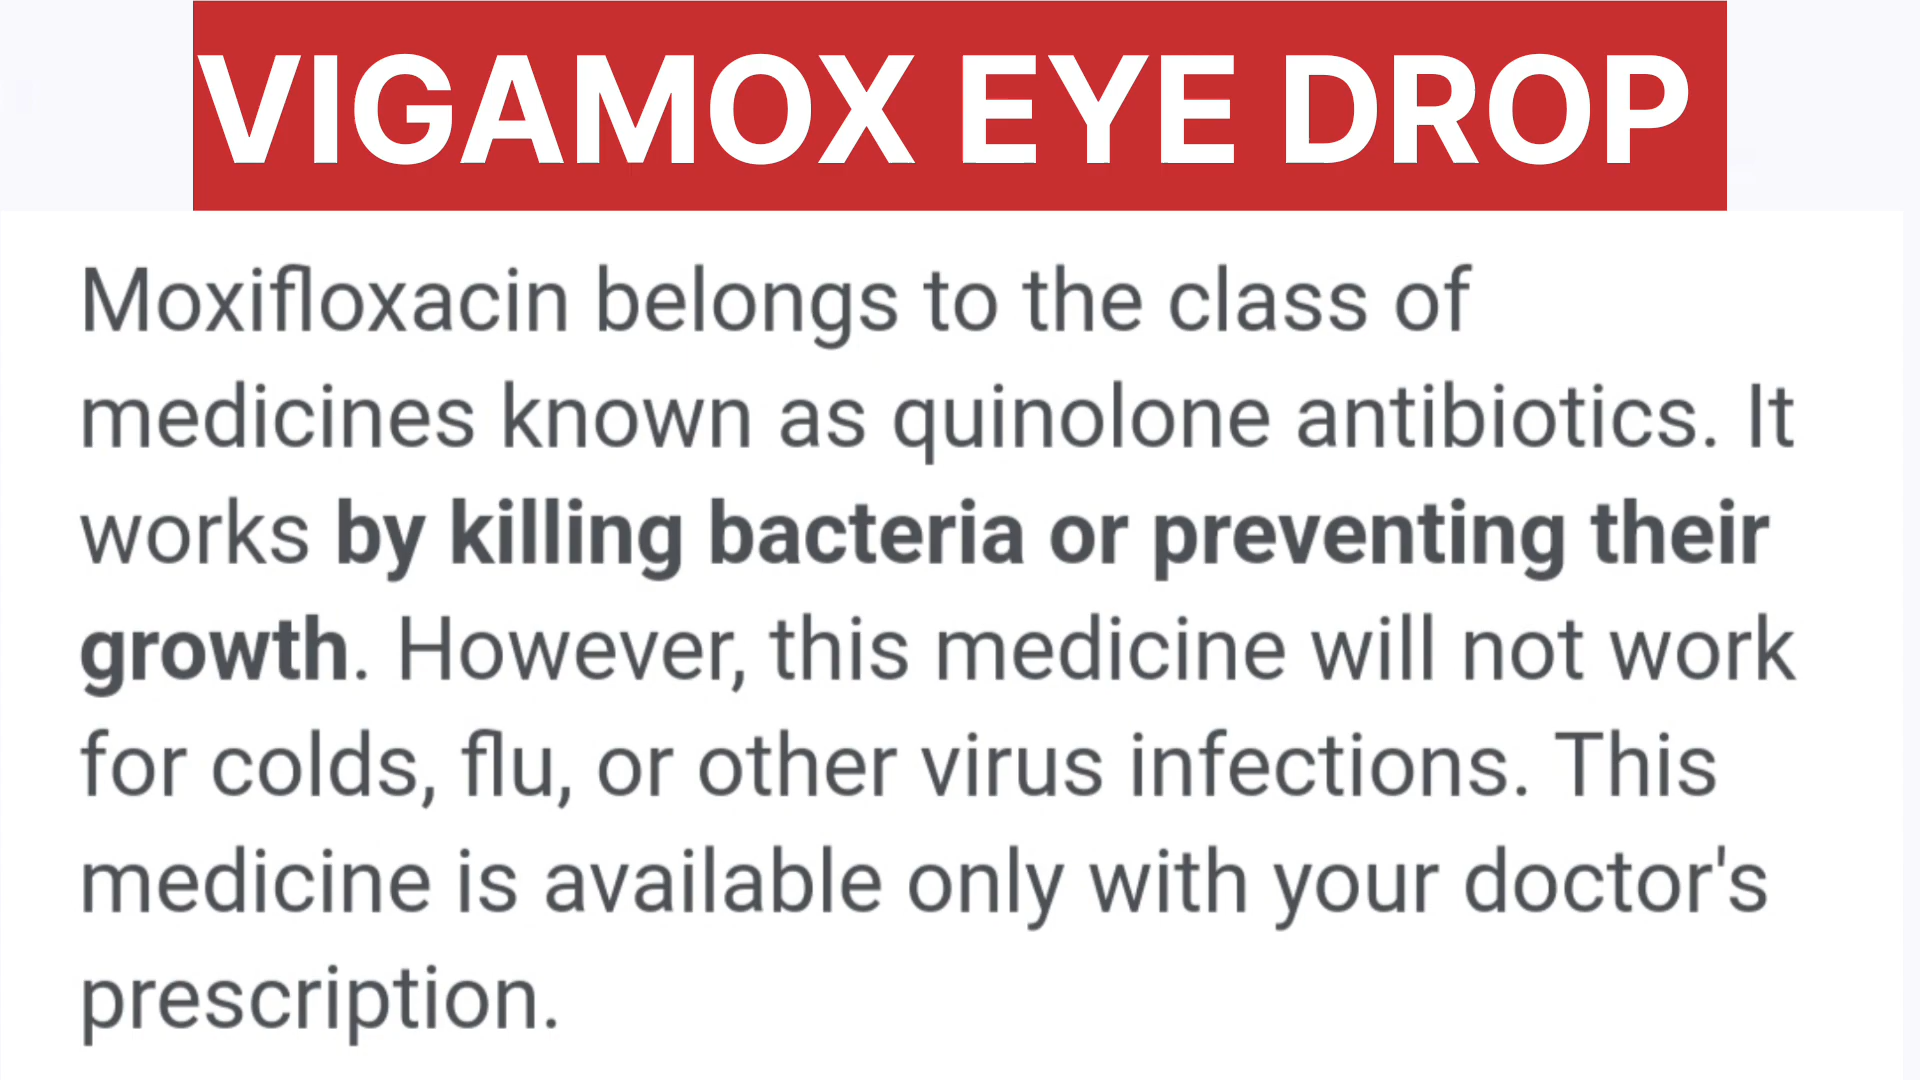 VIGAMOX EYE DROP
Moxifloxacin belongs to the class of
medicines known as quinolone antibiotics. It
works by killing bacteria or preventing their
growth. However, this medicine will not work
for colds, flu, or other virus infections. This
medicine is available only with your doctor's
prescription.